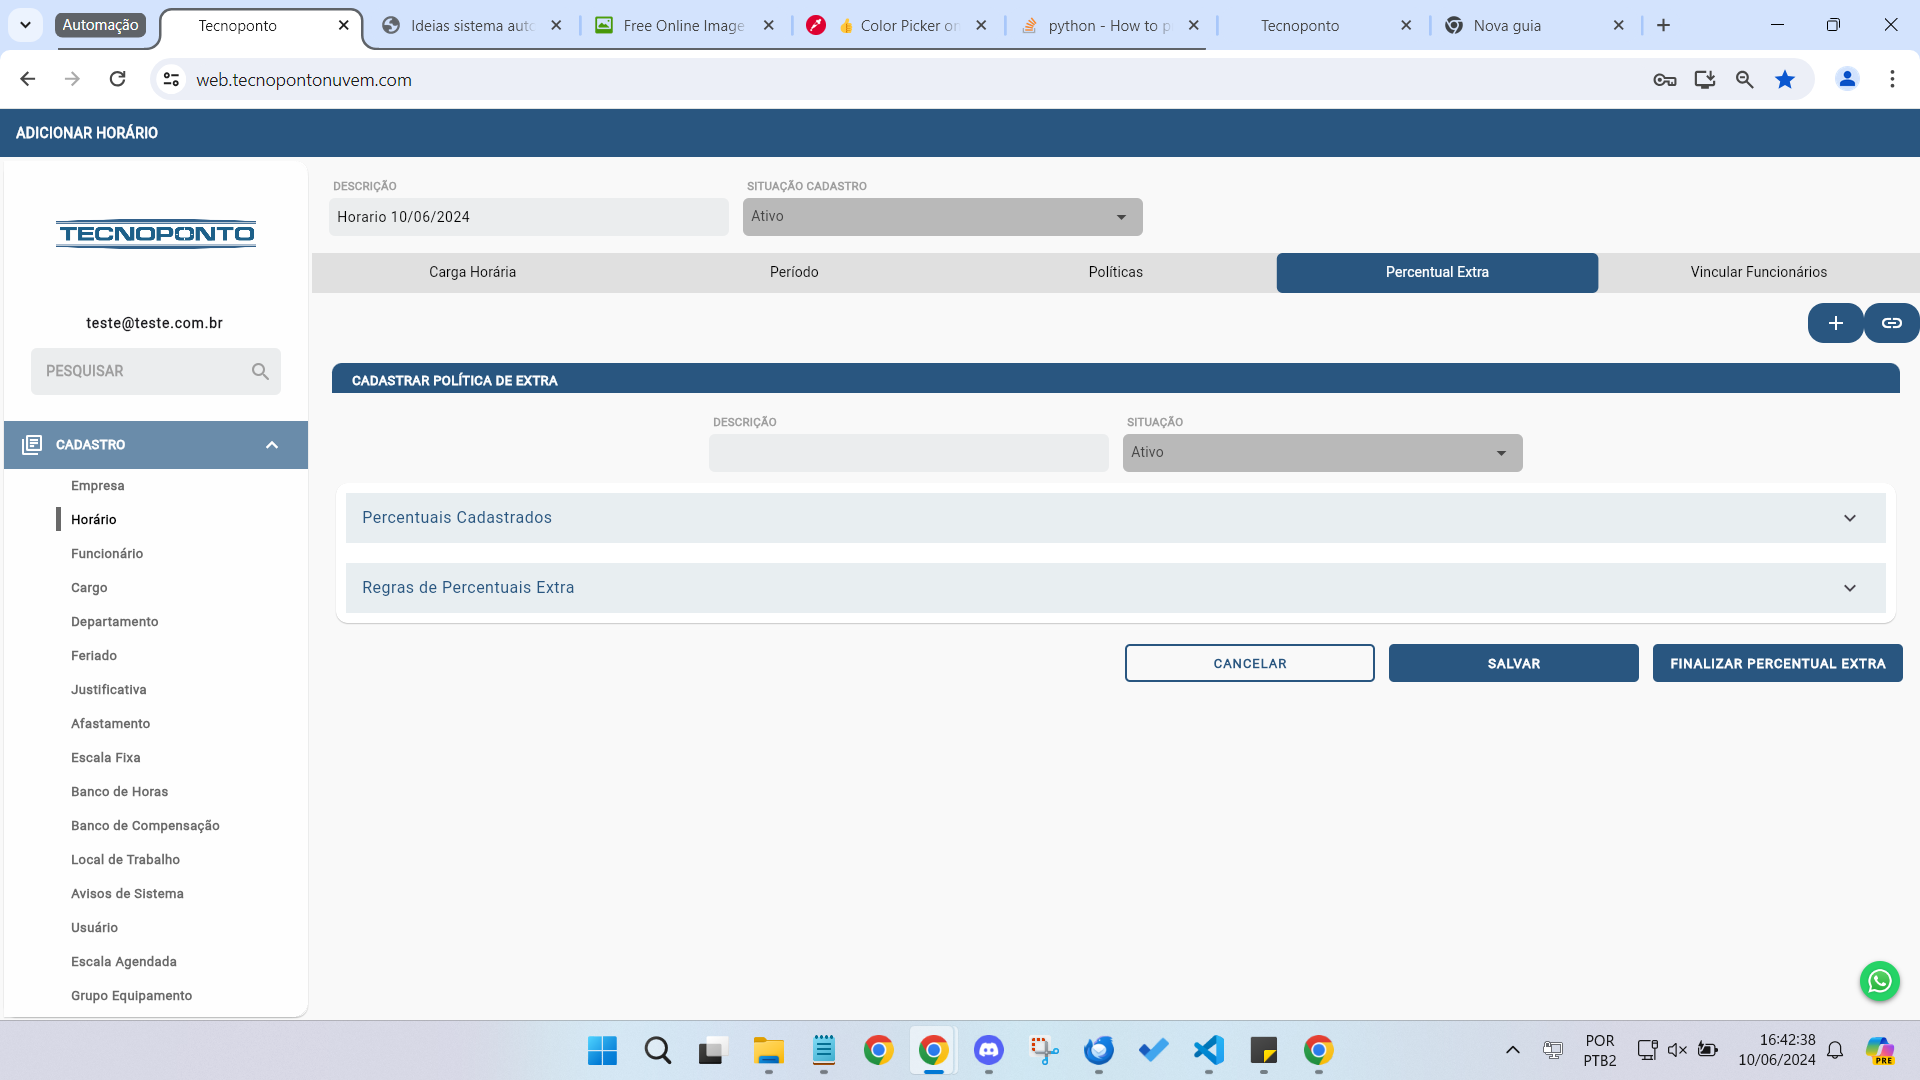 Automação
Tecnoponto
Ideias sistema auto
Free Online Image
👍 Color Picker on
python - How to p
Tecnoponto
Nova guia
web.tecnopontonuvem.com
ADICIONAR HORÁRIO
TECNOPONTO
teste@teste.com.br
PESQUISAR
CADASTRO
Empresa
Horário
Funcionário
Cargo
Departamento
Feriado
Justificativa
Afastamento
Escala Fixa
Banco de Horas
Banco de Compensação
Local de Trabalho
Avisos de Sistema
Usuário
Escala Agendada
Grupo Equipamento
DESCRIÇÃO
Horario 10/06/2024
SITUAÇÃO CADASTRO
Ativo
Carga Horária
Período
Políticas
Percentual Extra
Vincular Funcionários
CADASTRAR POLÍTICA DE EXTRA
DESCRIÇÃO
SITUAÇÃO
Ativo
Percentuais Cadastrados
Regras de Percentuais Extra
CANCELAR
SALVAR
FINALIZAR PERCENTUAL EXTRA
POR
PTB2
16:42:38
10/06/2024
PRE